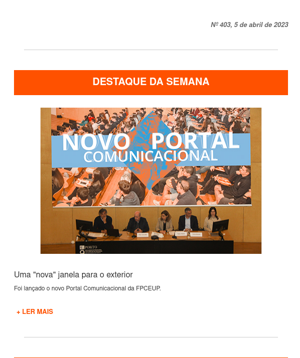 Nº 403, 5 de abril de 2023
DESTAQUE DA SEMANA
NOVO PORTAL
COMUNICACIONAL
Uma "nova" janela para o exterior
Foi lançado o novo Portal Comunicacional da FPCEUP.
+ LER MAIS